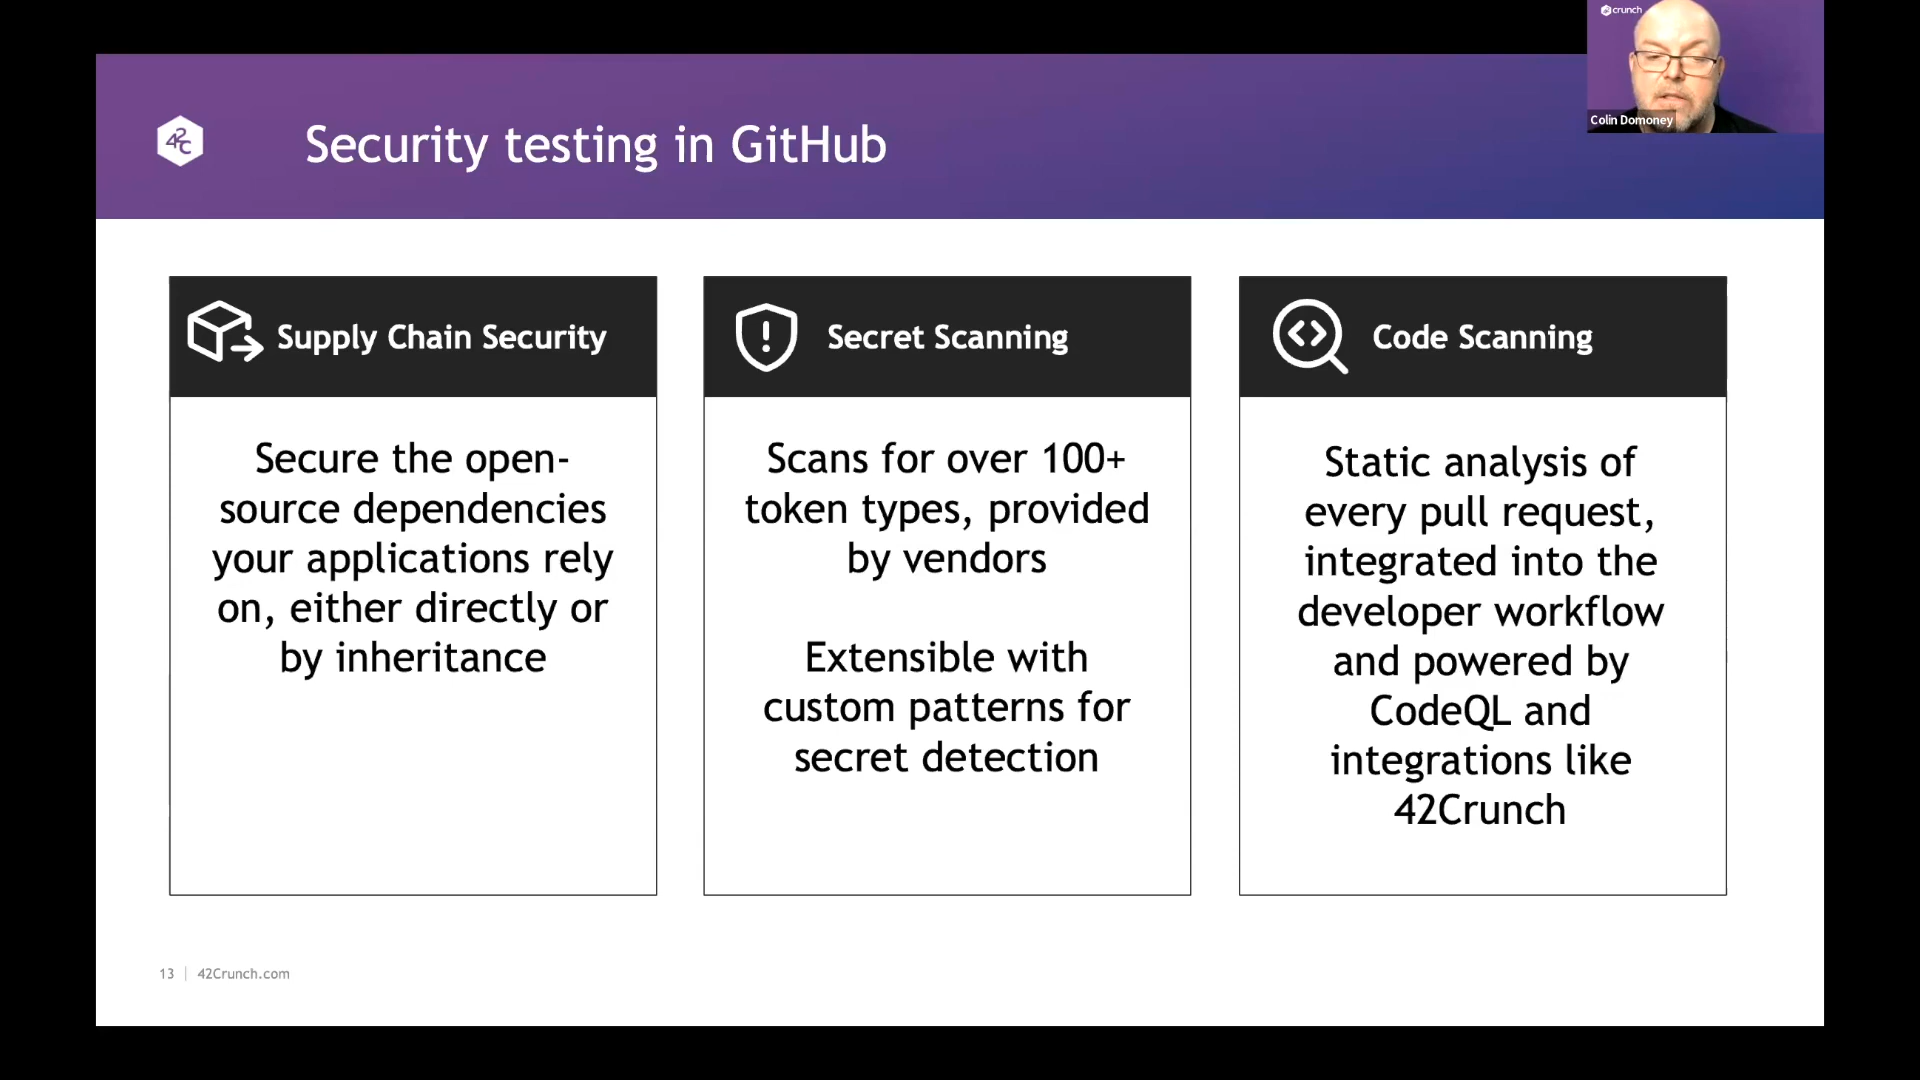 crunch
Colin Domoney
42C
Security testing in GitHub
Supply Chain Security
Secure the open-
source dependencies
your applications rely
on, either directly or
by inheritance
Secret Scanning
Scans for over 100+
token types, provided
by vendors
Extensible with
custom patterns for
secret detection
Code Scanning
Static analysis of
every pull request,
integrated into the
developer workflow
and powered by
CodeQL and
integrations like
42Crunch
13 | 42Crunch.com